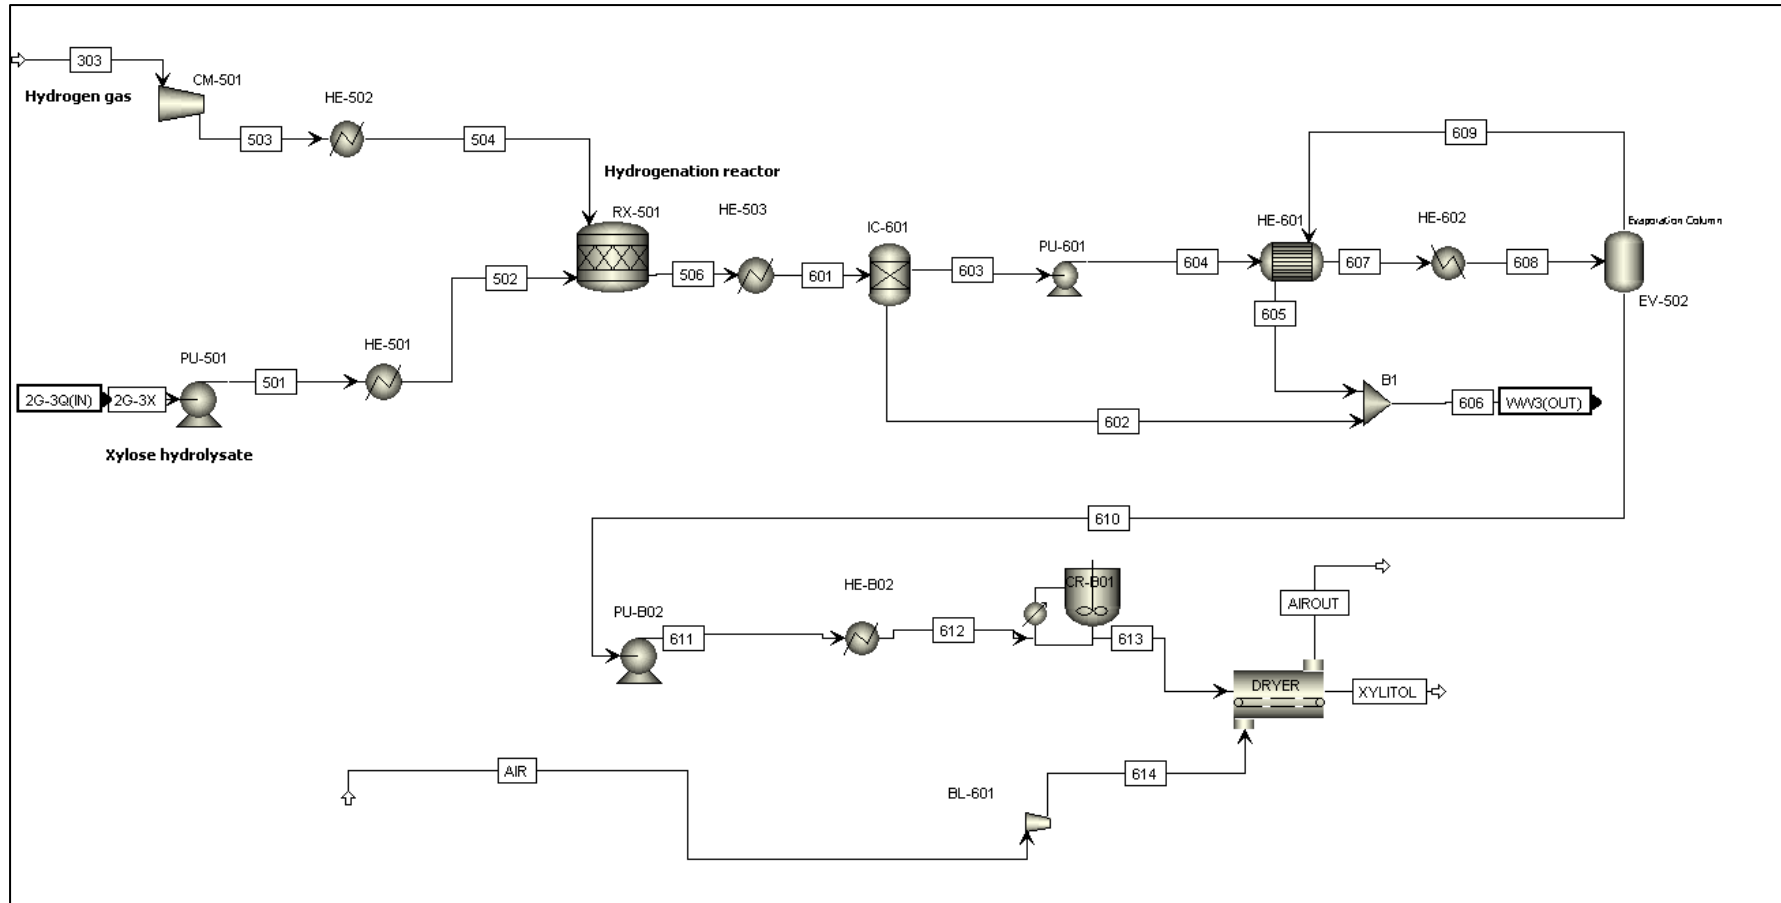 303
CM-501
Hydrogen gas
HE-502
503
504
Hydrogenation reactor
RX-501
HE-503
IC-601
PU-601
609
HE-601
HE-602
Evaporation Column
502
506
601
603
604
607
608
EV-502
605
PU-501
HE-501
501
2G-3Q(IN)
2G-3X
B1
606
WW3(OUT)
602
Xylose hydrolysate
610
CR-B01
HE-B02
PU-B02
611
612
613
AIROUT
DRYER
XYLITOL
AIR
BL-601
614